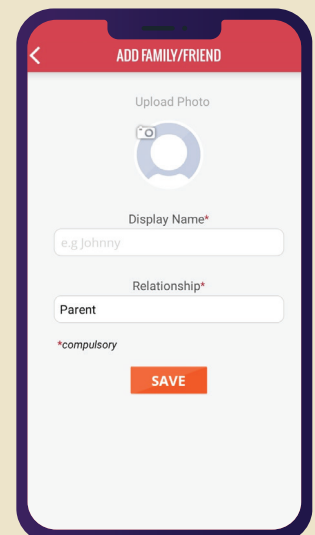 ADD FAMILY/FRIEND
Upload Photo
Display Name*
e.g Johnny
Relationship*
Parent
*compulsory
SAVE